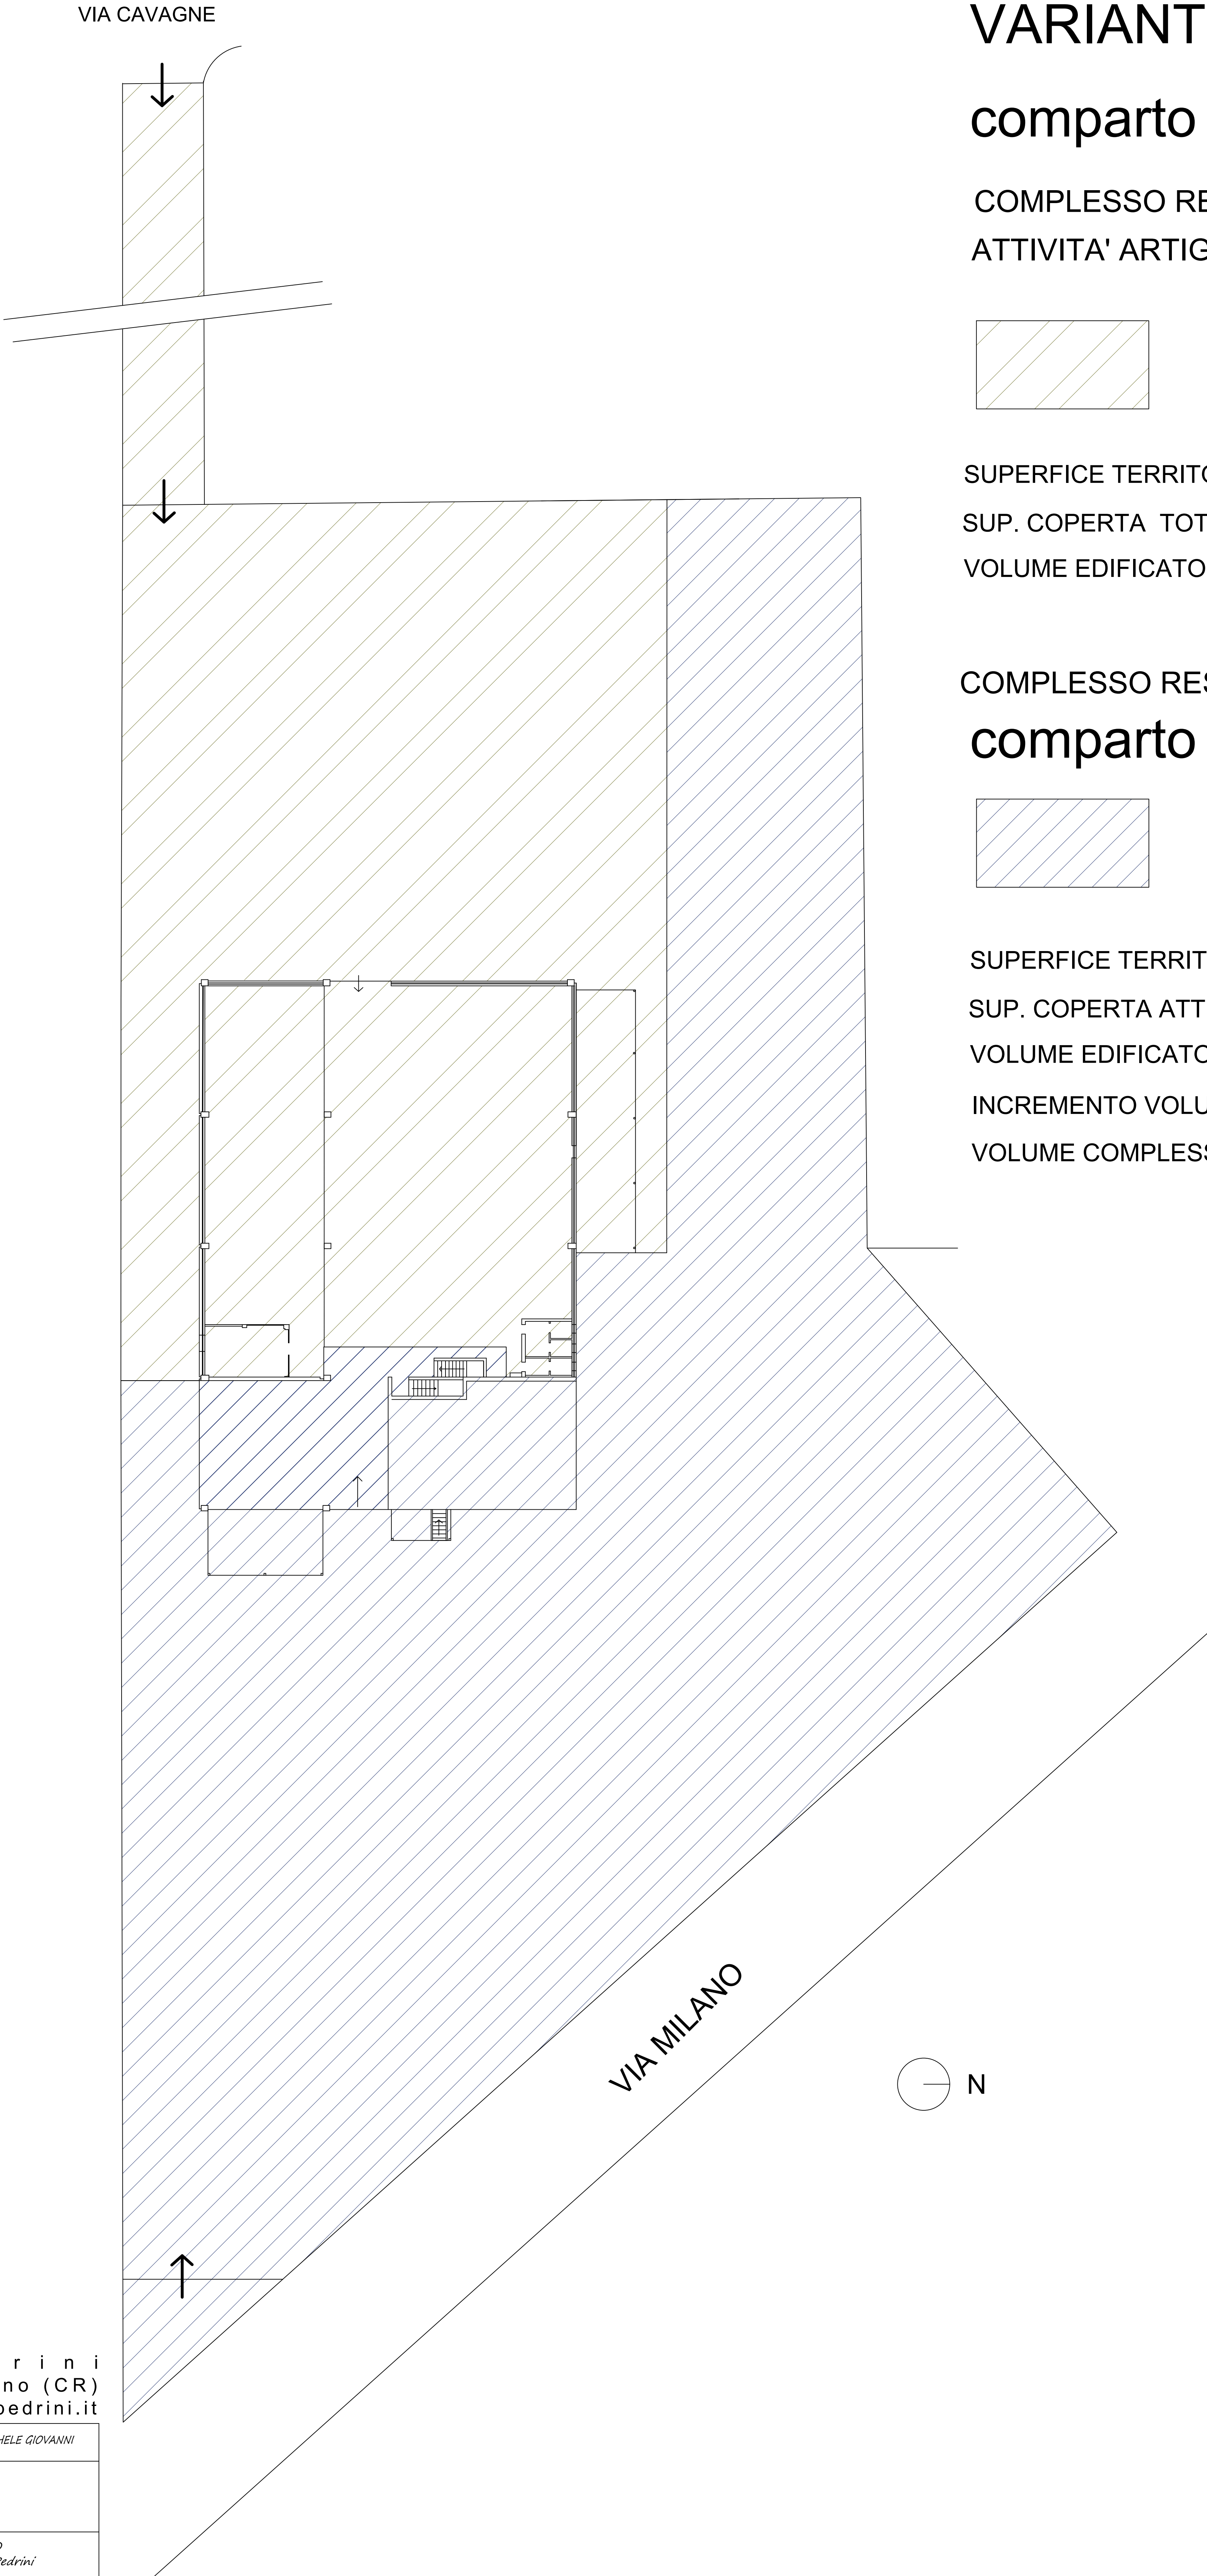 VIA CAVAGNE
VARIANT
comparto
COMPLESSO RE
ATTIVITA' ARTIG
SUPERFICE TERRITO
SUP. COPERTA TOT
VOLUME EDIFICATO
COMPLESSO RES
comparto
SUPERFICE TERRIT
SUP. COPERTA ATT
VOLUME EDIFICATO
INCREMENTO VOLU
VOLUME COMPLESS
VIA MILANO
N
r i n i
no (CR)
pedrini.it
HELE GIOVANNI
Pedrini